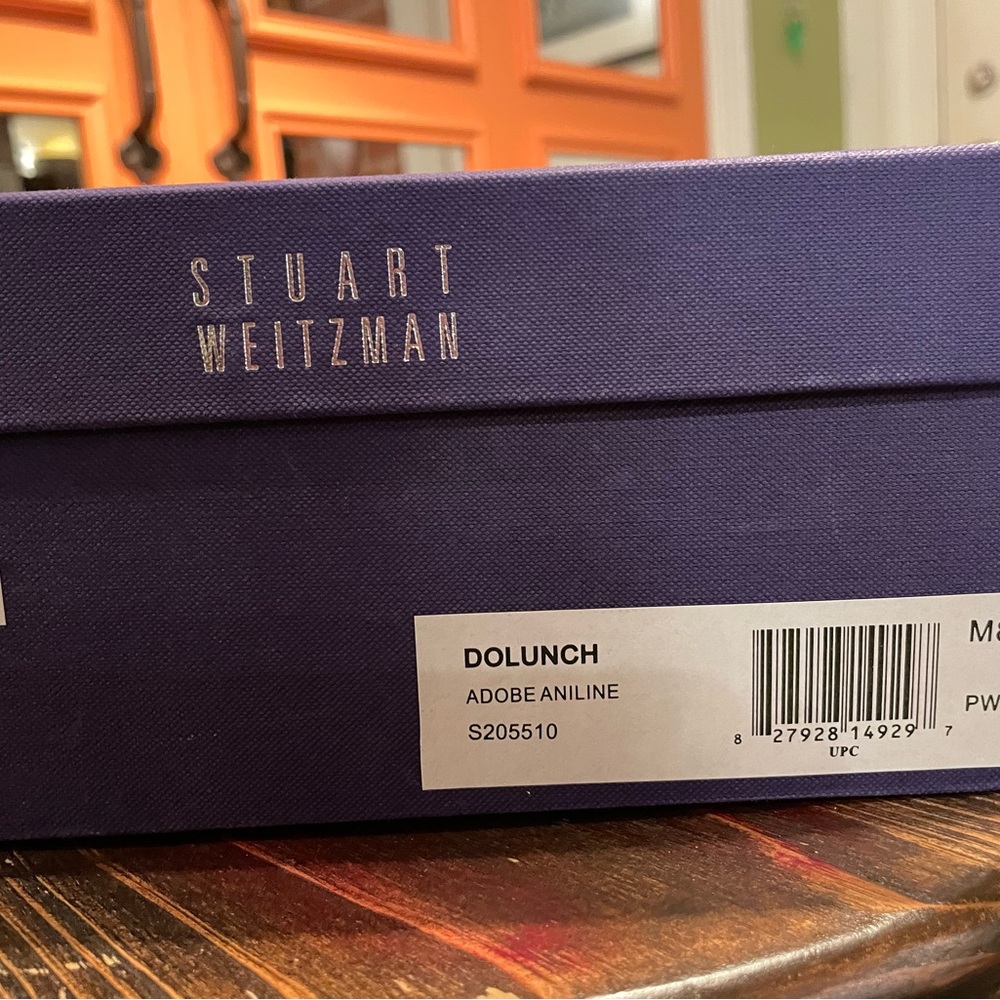 STUART
WEITZMAN
DOLUNCH
ADOBE ANILINE
S205510
8 27928 14929 7
UPC